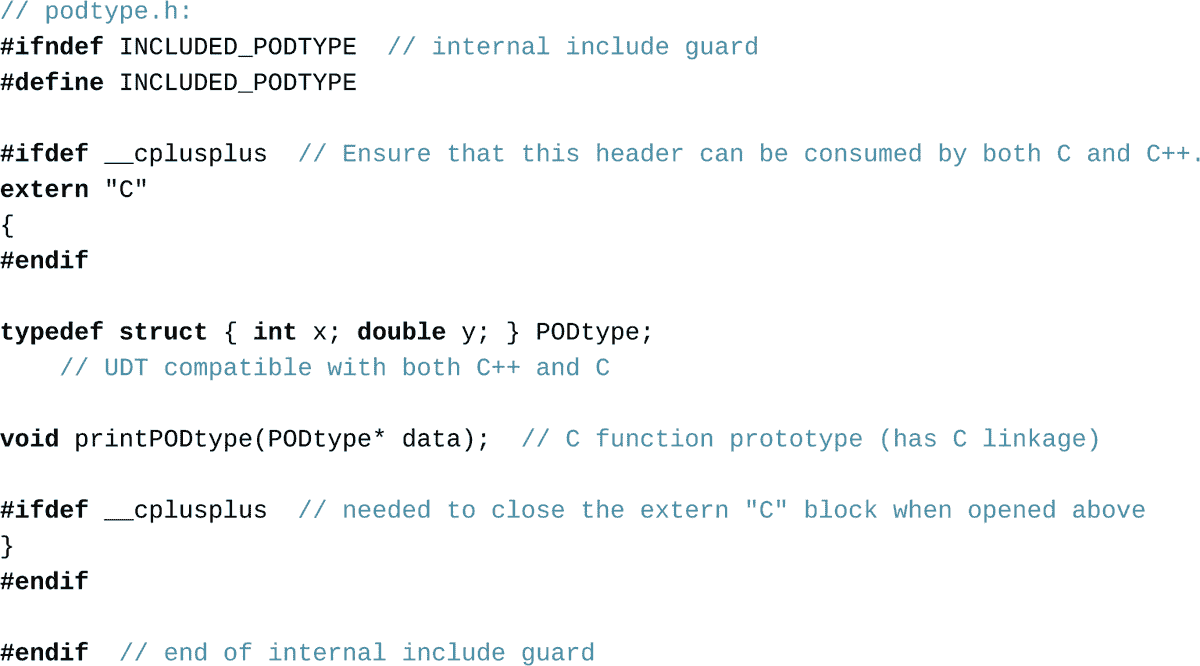 // podtype.h:
#ifndef INCLUDED_PODTYPE  // internal include guard
#define INCLUDED_PODTYPE
#ifdef __cplusplus  // Ensure that this header can be consumed by both C and C++.
extern "C"
{
#endif
typedef struct { int x; double y; } PODtype;
    // UDT compatible with both C++ and C
void printPODtype(PODtype* data);  // C function prototype (has C linkage)
#ifdef __cplusplus  // needed to close the extern "C" block when opened above
}
#endif
#endif  // end of internal include guard